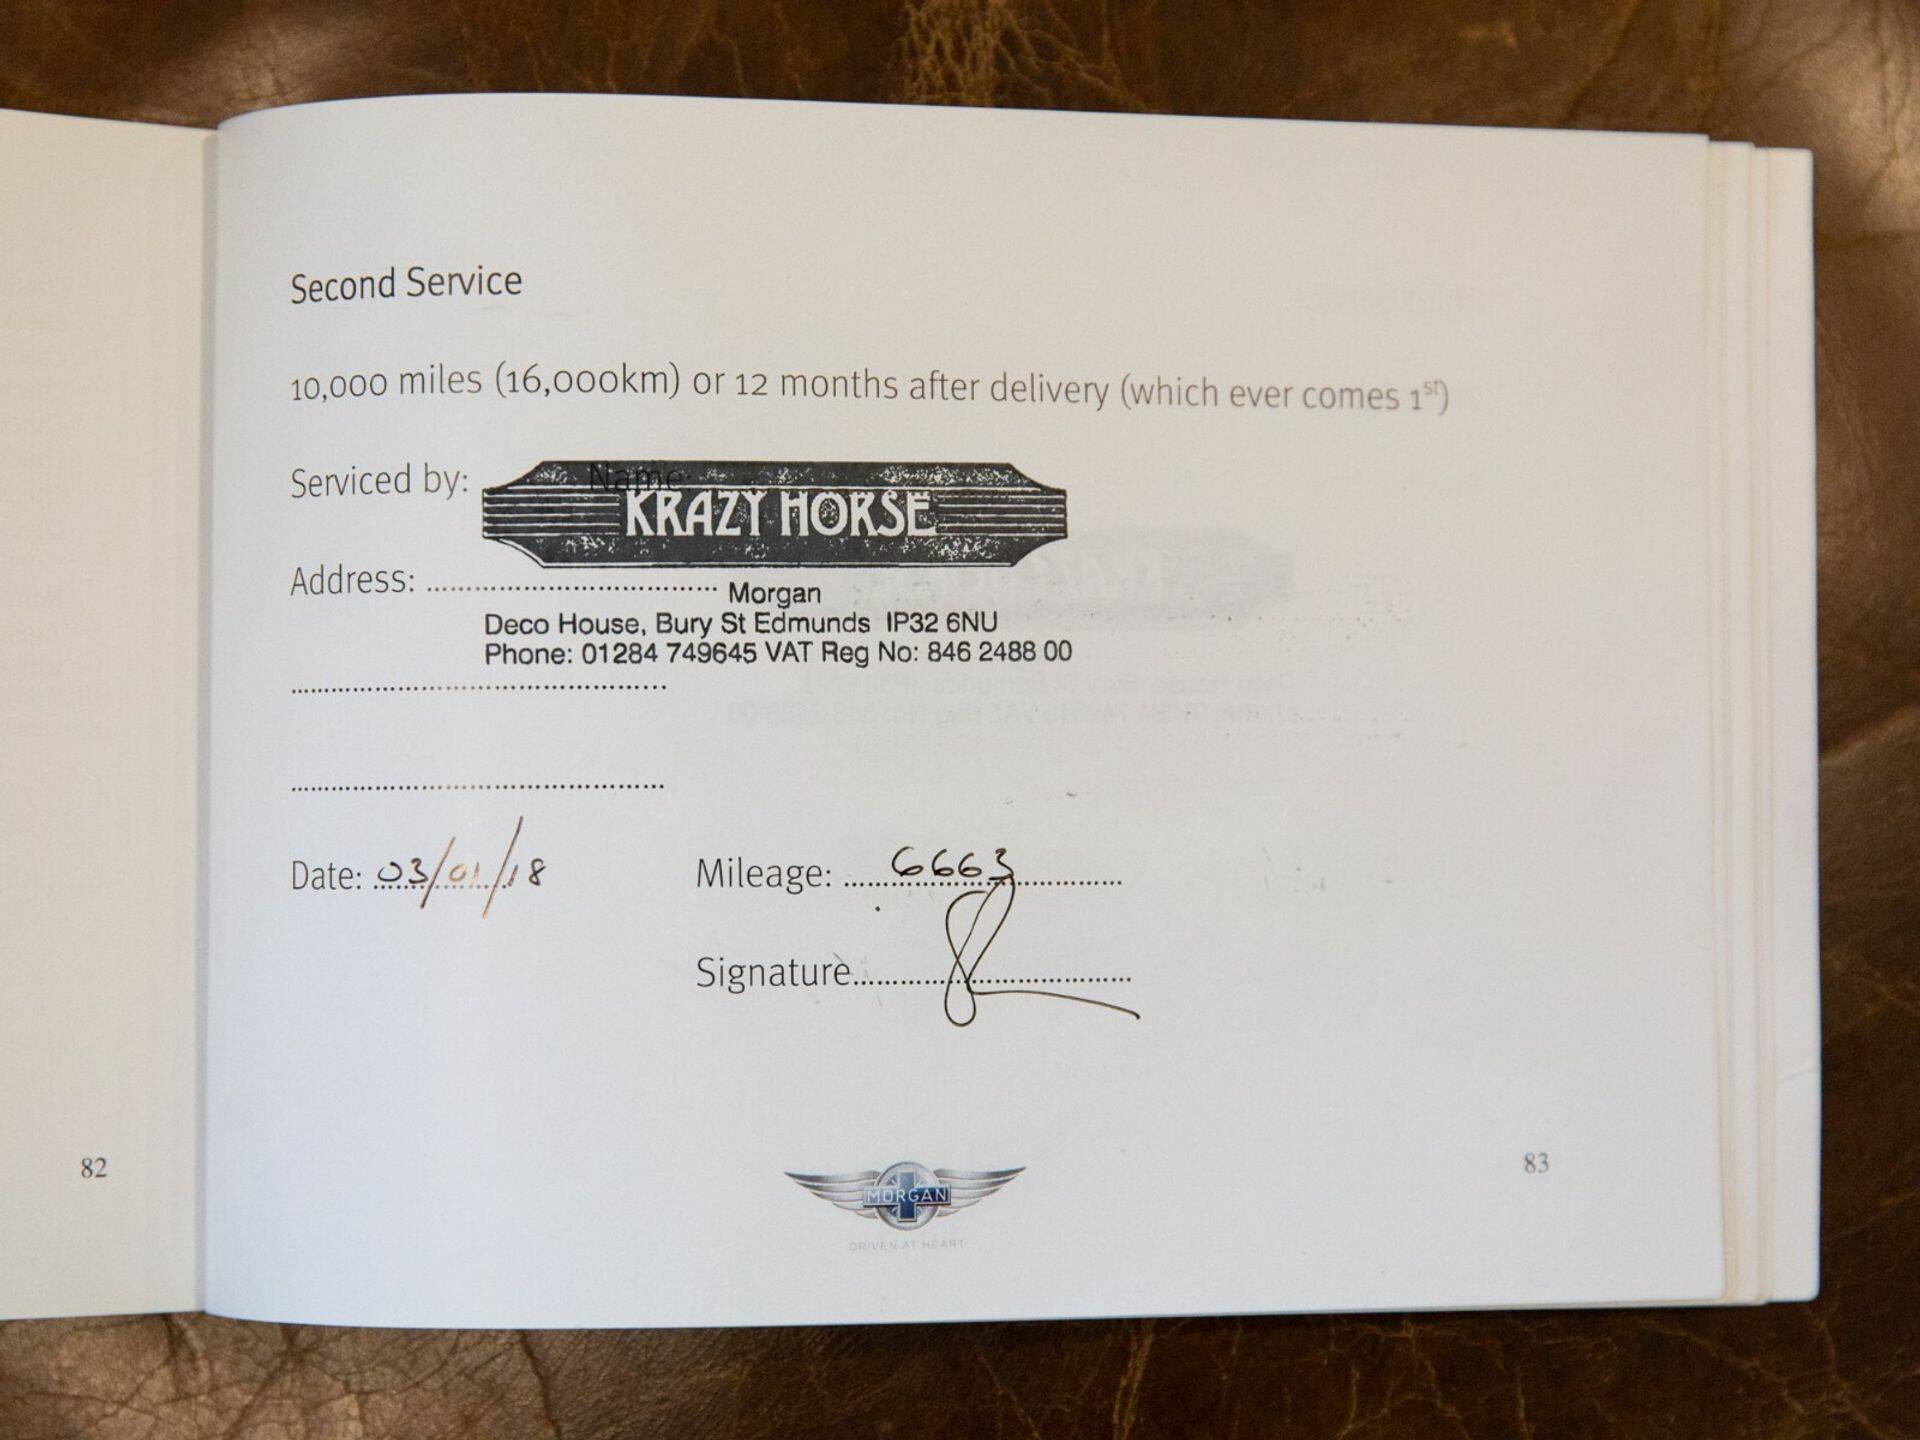 Second Service
10,000 miles (16,000km) or 12 months after delivery (which ever comes 1st)
Serviced by: Name:
KRAZY HORSE
Address: ........................................ Morgan
Deco House, Bury St Edmunds IP32 6NU
Phone: 01284 749645 VAT Reg No: 846 2488 00
Date: 03/01/18 Mileage: 6663
Signature
82
83
MORGAN
DRIVEN AT HEART